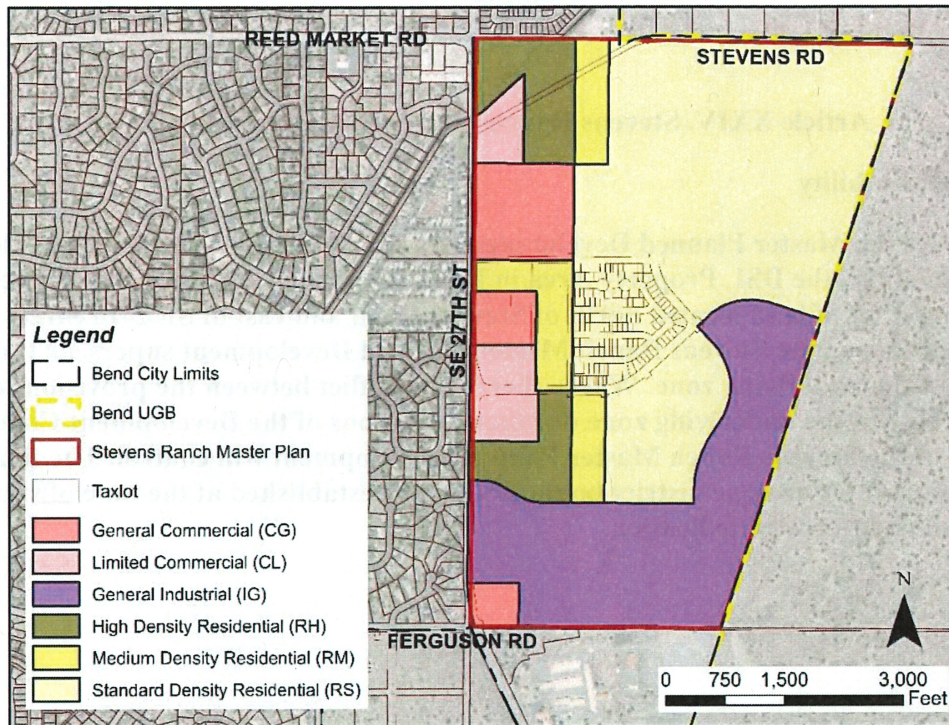 REED MARKET RD
STEVENS RD
SE 27TH ST
Legend
Bend City Limits
Bend UGB
Stevens Ranch Master Plan
Taxlot
General Commercial (CG)
Limited Commercial (CL)
General Industrial (IG)
High Density Residential (RH)
Medium Density Residential (RM)
Standard Density Residential (RS)
FERGUSON RD
N
0 750 1,500 3,000
Feet